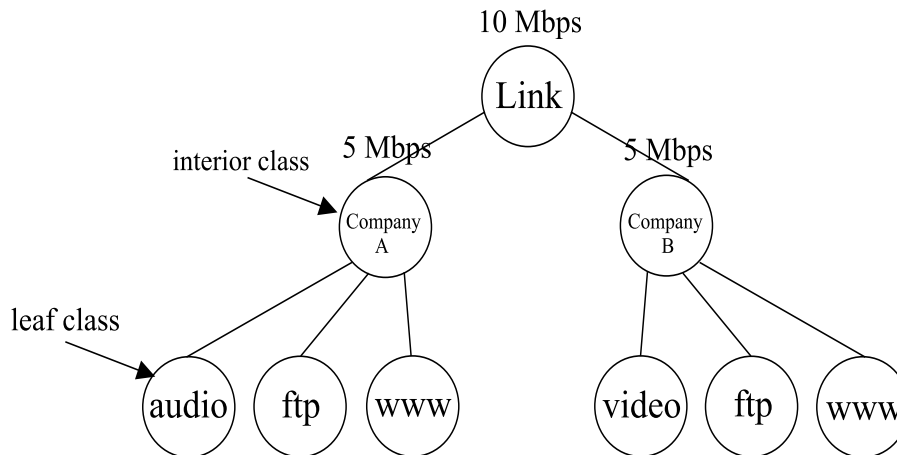 10 Mbps
Link
5 Mbps
5 Mbps
interior class
Company
A
Company
B
leaf class
audio
ftp
www
video
ftp
www